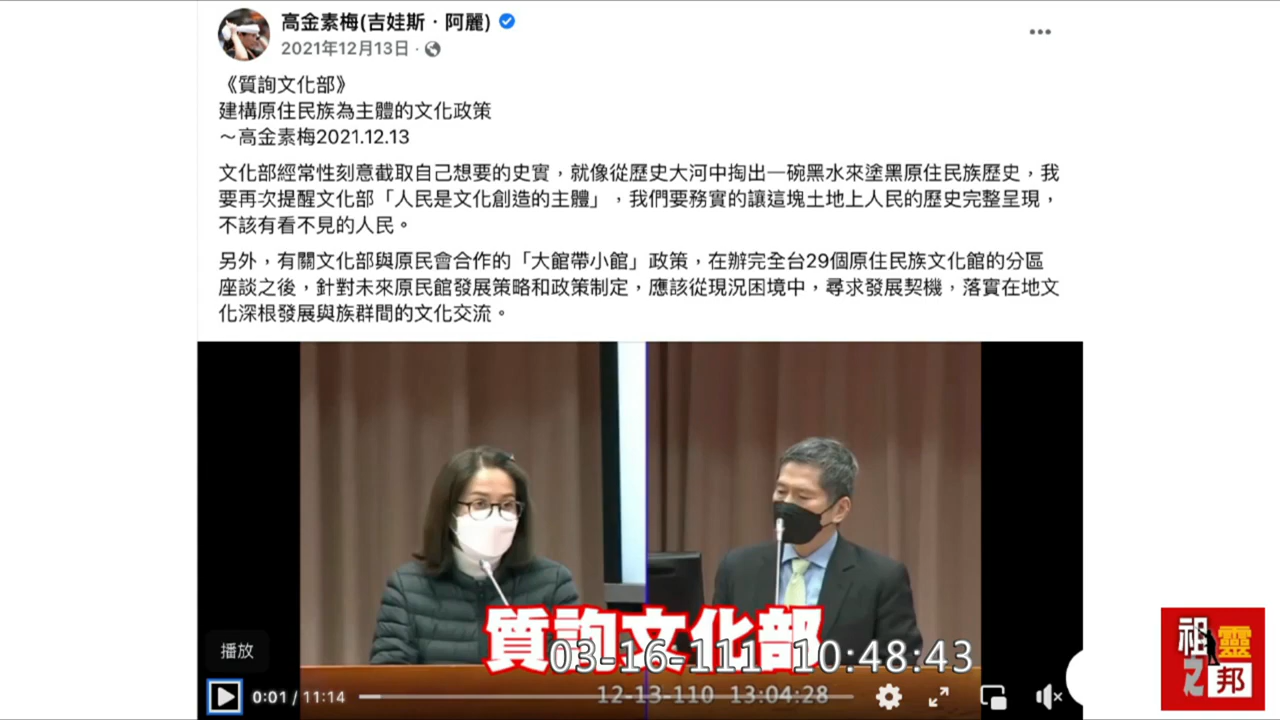 高金素梅(吉娃斯·阿麗)
2021年12月13日·
《質詢文化部》
建構原住民族為主體的文化政策
～高金素梅2021.12.13
文化部經常性刻意截取自己想要的史實，就像從歷史大河中掏出一碗黑水來塗黑原住民族歷史，我
要再次提醒文化部「人民是文化創造的主體」，我們要務實的讓這塊土地上人民的歷史完整呈現，
不該有看不見的人民。
另外，有關文化部與原民會合作的「大館帶小館」政策，在辦完全台29個原住民族文化館的分區
座談之後，針對未來原民館發展策略和政策制定，應該從現況困境中，尋求發展契機，落實在地文
化深根發展與族群間的文化交流。
質詢文化部
03-16-111 10:48:43
播放
0:01 / 11:14
12-13-110 13:04:28
祖靈之邦